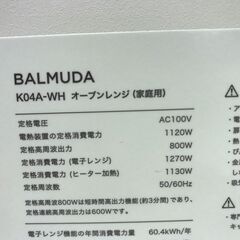 BALMUDA
K04A-WH オーブンレンジ (家庭用)
定格電圧 AC100V
電熱装置の定格消費電力 1120W
定格高周波出力 800W
定格消費電力 (電子レンジ) 1270W
定格消費電力 (ヒーター加熱) 1130W
定格周波数 50/60Hz
定格高周波800Wは短時間高出力機能(約3分間)であり、
定格連続高周波出力は600Wです。
電子レンジ機能の年間消費電力量 60.4kWh/年